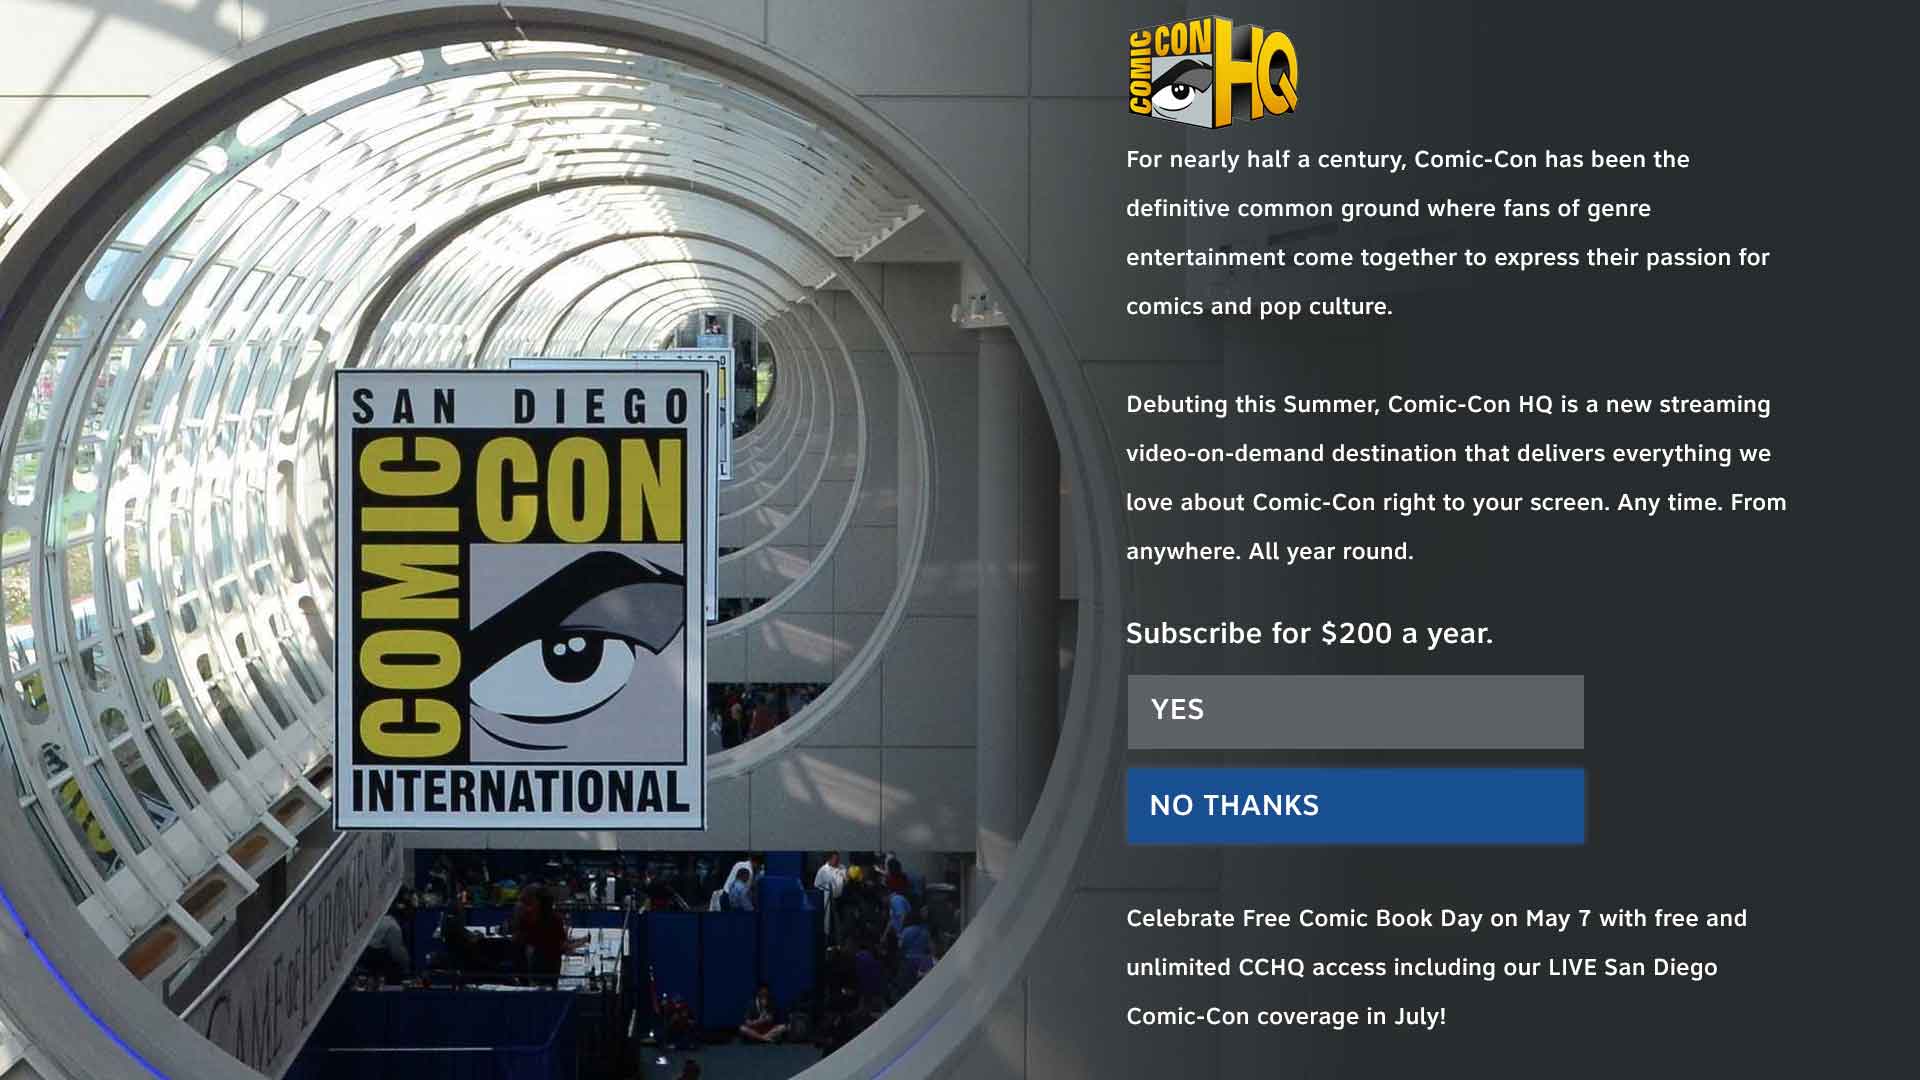 SAN DIEGO
COMIC CON
INTERNATIONAL
GAME OF THRONES
COMIC CON HQ
For nearly half a century, Comic-Con has been the
definitive common ground where fans of genre
entertainment come together to express their passion for
comics and pop culture.
Debuting this Summer, Comic-Con HQ is a new streaming
video-on-demand destination that delivers everything we
love about Comic-Con right to your screen. Any time. From
anywhere. All year round.
Subscribe for $200 a year.
YES
NO THANKS
Celebrate Free Comic Book Day on May 7 with free and
unlimited CCHQ access including our LIVE San Diego
Comic-Con coverage in July!